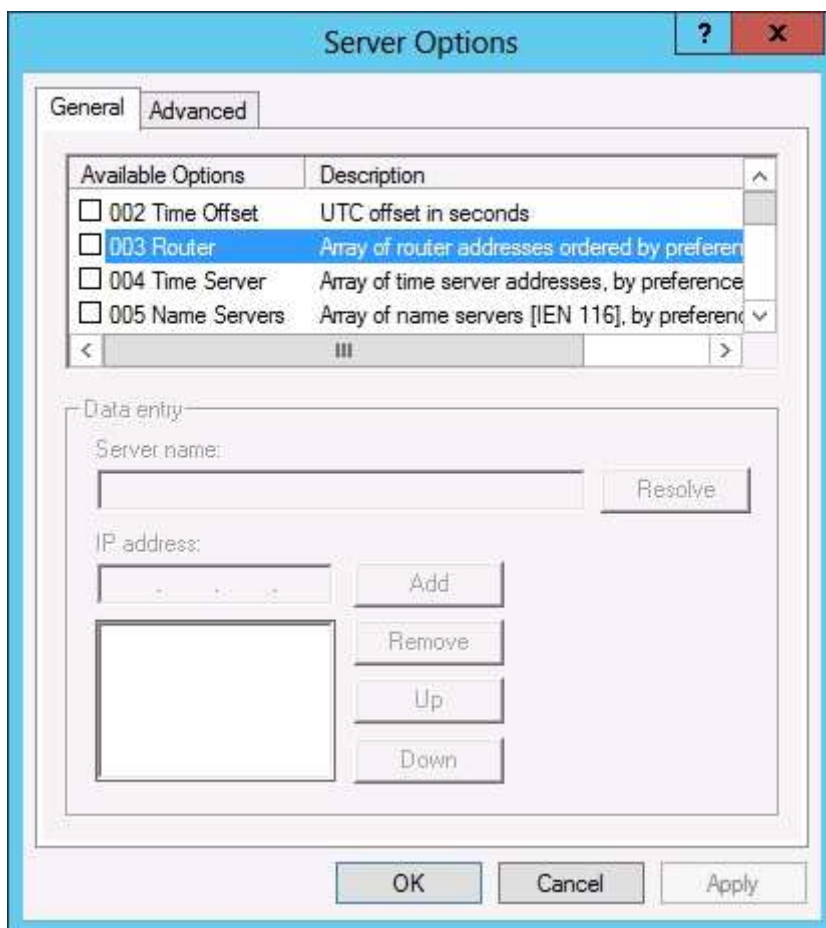 Server Options
? x
General Advanced
Available Options Description
002 Time Offset UTC offset in seconds
003 Router Array of router addresses ordered by preferen
004 Time Server Array of time server addresses, by preference
005 Name Servers Array of name servers [IEN 116], by preferenc
Data entry
Server name:
Resolve
IP address:
. . . Add
Remove
Up
Down
OK Cancel Apply